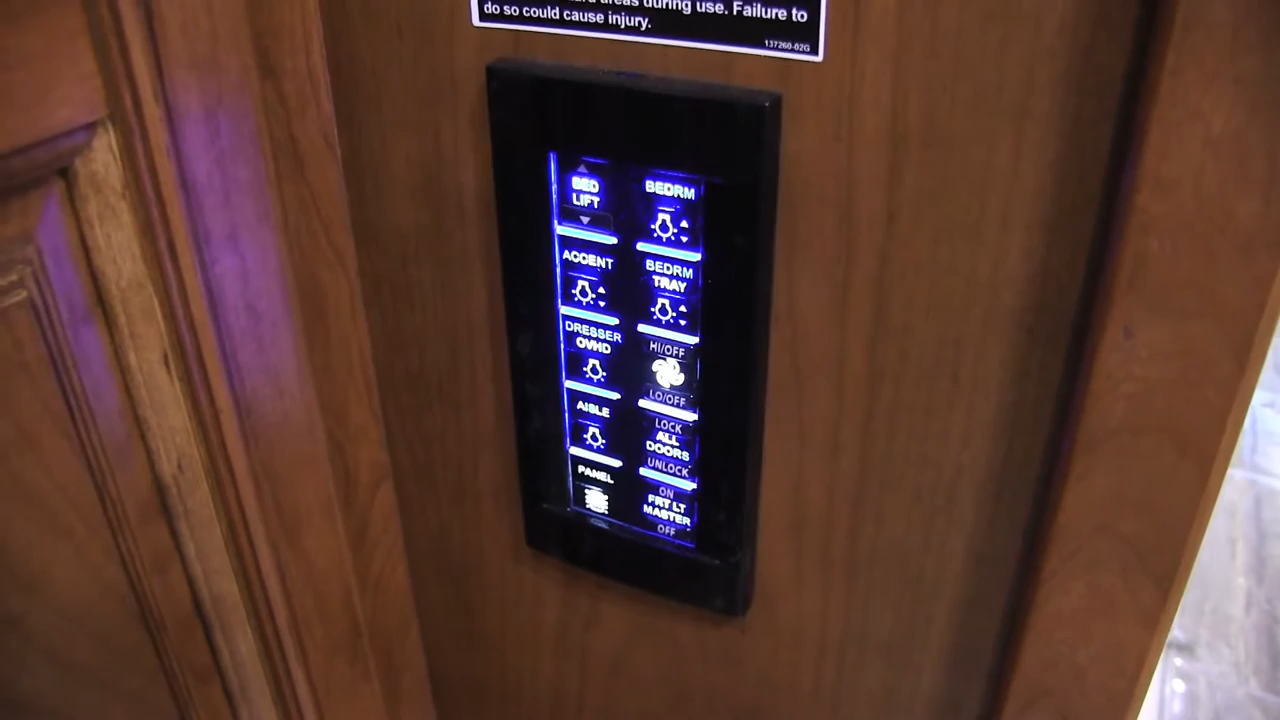 areas during use. Failure to
do so could cause injury.
137260-02G
BED
LIFT
ACCENT
DRESSER
OVHD
AISLE
PANEL
BEDRM
BEDRM
TRAY
HI/OFF
LO/OFF
LOCK
ALL
DOORS
UNLOCK
ON
FRT LT
MASTER
OFF